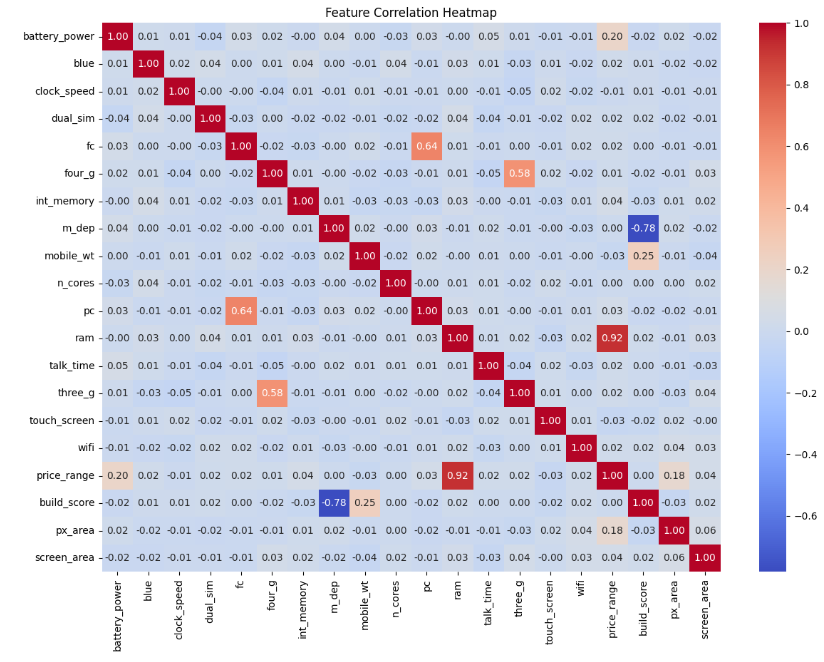 Feature Correlation Heatmap
battery_power 1.00 0.01 0.01 -0.04 0.03 0.02 -0.00 0.04 0.00 -0.03 0.03 -0.00 0.05 0.01 -0.01 -0.01 0.20 -0.02 0.02 -0.02
blue 0.01 1.00 0.02 0.04 0.00 0.01 0.04 0.00 -0.01 0.04 -0.01 0.03 0.01 -0.03 0.01 -0.02 0.02 0.01 -0.02 -0.02
clock_speed 0.01 0.02 1.00 -0.00 -0.00 -0.04 0.01 -0.01 0.01 -0.01 -0.01 0.00 -0.01 -0.05 0.02 -0.02 -0.01 0.01 -0.01 -0.01
dual_sim -0.04 0.04 -0.00 1.00 -0.03 0.00 -0.02 -0.02 -0.01 -0.02 -0.02 0.04 -0.04 -0.01 -0.02 0.02 0.02 0.02 -0.02 -0.01
fc 0.03 0.00 -0.00 -0.03 1.00 -0.02 -0.03 -0.00 0.02 -0.01 0.64 0.01 -0.01 0.00 -0.01 0.02 0.02 0.00 -0.01 -0.01
four_g 0.02 0.01 -0.04 0.00 -0.02 1.00 0.01 -0.00 -0.02 -0.03 -0.01 0.01 -0.05 0.58 0.02 -0.02 0.01 -0.02 -0.01 0.03
int_memory -0.00 0.04 0.01 -0.02 -0.03 0.01 1.00 0.01 -0.03 -0.03 -0.03 0.03 -0.00 -0.01 -0.03 0.01 0.04 -0.03 0.01 0.02
m_dep 0.04 0.00 -0.01 -0.02 -0.00 -0.00 0.01 1.00 0.02 -0.00 0.03 -0.01 0.02 -0.01 -0.00 -0.03 0.00 -0.78 0.02 -0.02
mobile_wt 0.00 -0.01 0.01 -0.01 0.02 -0.02 -0.03 0.02 1.00 -0.02 0.02 -0.00 0.01 0.00 -0.01 -0.00 -0.03 0.25 -0.01 -0.04
n_cores -0.03 0.04 -0.01 -0.02 -0.01 -0.03 -0.03 -0.00 -0.02 1.00 -0.00 0.01 0.01 -0.02 0.02 -0.01 0.00 0.00 0.00 0.02
pc 0.03 -0.01 -0.01 -0.02 0.64 -0.01 -0.03 0.03 0.02 -0.00 1.00 0.03 0.01 -0.00 -0.01 0.01 0.03 -0.02 -0.02 -0.01
ram -0.00 0.03 0.00 0.04 0.01 0.01 0.03 -0.01 -0.00 0.01 0.03 1.00 0.01 0.02 -0.03 0.02 0.92 0.00 -0.01 0.03
talk_time 0.05 0.01 -0.01 -0.04 -0.01 -0.05 -0.00 0.02 0.01 0.01 0.01 0.01 1.00 -0.04 0.02 -0.03 0.02 0.00 -0.01 -0.03
three_g 0.01 -0.03 -0.05 -0.01 0.00 0.58 -0.01 -0.01 0.00 -0.02 -0.00 0.02 -0.04 1.00 0.01 0.00 0.02 0.00 -0.03 0.04
touch_screen -0.01 0.01 0.02 -0.02 -0.01 0.02 -0.03 -0.00 -0.01 0.02 -0.01 -0.03 0.02 0.01 1.00 0.01 -0.03 -0.02 0.02 -0.00
wifi -0.01 -0.02 -0.02 0.02 0.02 -0.02 0.01 -0.03 -0.00 -0.01 0.01 0.02 -0.03 0.00 0.01 1.00 0.02 0.02 0.04 0.03
price_range 0.20 0.02 -0.01 0.02 0.02 0.01 0.04 0.00 -0.03 0.00 0.03 0.92 0.02 0.02 -0.03 0.02 1.00 0.00 0.18 0.04
build_score -0.02 0.01 0.01 0.02 0.00 -0.02 -0.03 -0.78 0.25 0.00 -0.02 0.00 0.00 0.00 -0.02 0.02 0.00 1.00 -0.03 0.02
px_area 0.02 -0.02 -0.01 -0.02 -0.01 -0.01 0.01 0.02 -0.01 0.00 -0.02 -0.01 -0.01 -0.03 0.02 0.04 0.18 -0.03 1.00 0.06
screen_area -0.02 -0.02 -0.01 -0.01 -0.01 0.03 0.02 -0.02 -0.04 0.02 -0.01 0.03 -0.03 0.04 -0.00 0.03 0.04 0.02 0.06 1.00
battery_power blue clock_speed dual_sim fc four_g int_memory m_dep mobile_wt n_cores pc ram talk_time three_g touch_screen wifi price_range build_score px_area screen_area
1.0
0.8
0.6
0.4
0.2
0.0
-0.2
-0.4
-0.6